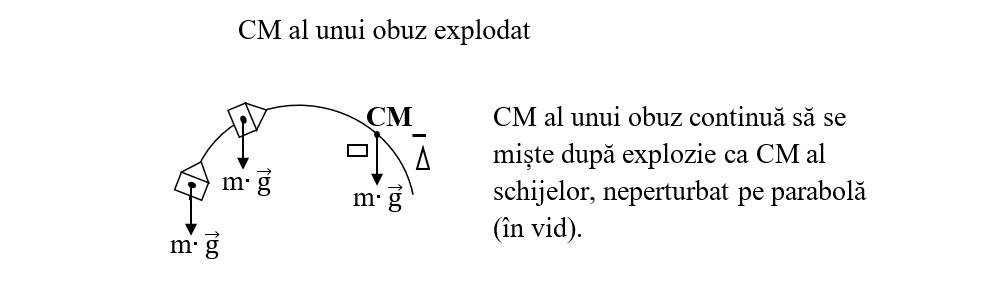 CM al unui obuz explodat
CM
m· g⃗
m· g⃗
m· g⃗
CM al unui obuz continuă să se
miște după explozie ca CM al
schijelor, neperturbat pe parabolă
(în vid).